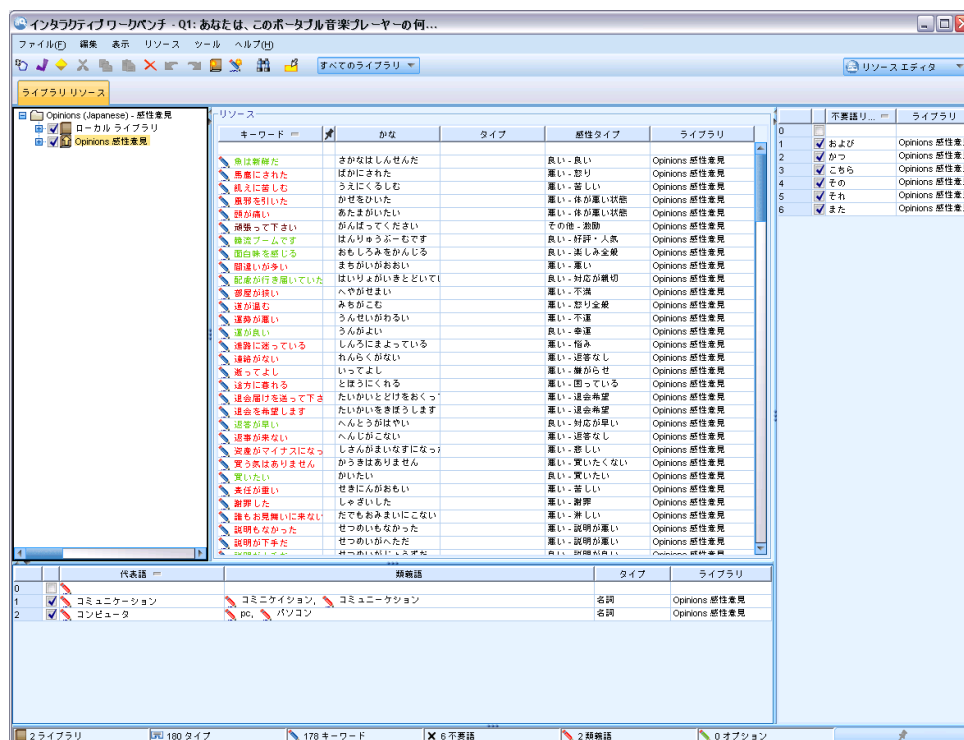 インタラクティブ ワークベンチ - Q1: あなたは、このポータブル音楽プレーヤーの何...
ファイル(F) 編集 表示 リソース ツール ヘルプ(H)
すべてのライブラリ リソース エディタ
ライブラリ リソース
Opinions (Japanese) - 感性意見
ローカル ライブラリ
Opinions 感性意見
リソース
キーワード かな タイプ 感性タイプ ライブラリ
魚は新鮮だ さかなはしんせんだ 良い - 良い Opinions 感性意見
馬鹿にされた ばかにされた 悪い - 怒り Opinions 感性意見
飢えに苦しむ うえにくるしむ 悪い - 苦しい Opinions 感性意見
風邪を引いた かぜをひいた 悪い - 体が悪い状態 Opinions 感性意見
頭が痛い あたまがいたい 悪い - 体が悪い状態 Opinions 感性意見
頑張って下さい がんばってください その他 - 激励 Opinions 感性意見
韓流ブームです はんりゅうぶーむです 良い - 好評・人気 Opinions 感性意見
面白味を感じる おもしろみをかんじる 良い - 楽しみ全般 Opinions 感性意見
間違いが多い まちがいがおおい 悪い - 悪い Opinions 感性意見
配慮が行き届いていた はいりょがいきとどいてい 良い - 対応が親切 Opinions 感性意見
部屋が狭い へやがせまい 悪い - 不満 Opinions 感性意見
道が混む みちがこむ 悪い - 怒り全般 Opinions 感性意見
運勢が悪い うんせいがわるい 悪い - 不運 Opinions 感性意見
運が良い うんがよい 良い - 幸運 Opinions 感性意見
進路に迷っている しんろにまよっている 悪い - 悩み Opinions 感性意見
連絡がない れんらくがない 悪い - 返答なし Opinions 感性意見
逝ってよし いってよし 悪い - 嫌がらせ Opinions 感性意見
途方に暮れる とほうにくれる 悪い - 困っている Opinions 感性意見
退会届けを送って下さ たいかいとどけをおくっ 悪い - 退会希望 Opinions 感性意見
退会を希望します たいかいをきぼうします 悪い - 退会希望 Opinions 感性意見
返答が早い へんとうがはやい 良い - 対応が早い Opinions 感性意見
返事が来ない へんじがこない 悪い - 返答なし Opinions 感性意見
資産がマイナスになっ しさんがまいなすになっ 悪い - 悲しい Opinions 感性意見
買う気はありません かうきはありません 悪い - 買いたくない Opinions 感性意見
買いたい かいたい 良い - 買いたい Opinions 感性意見
責任が重い せきにんがおもい 悪い - 苦しい Opinions 感性意見
謝罪した しゃざいした 悪い - 謝罪 Opinions 感性意見
誰もお見舞いに来ない だでもおみまいにこない 悪い - 淋しい Opinions 感性意見
説明もなかった せつめいもなかった 悪い - 説明が悪い Opinions 感性意見
説明が下手だ せつめいがへただ 悪い - 説明が悪い Opinions 感性意見
説明が上手だ せつめいがじょうずだ 良い - 説明が良い Opinions 感性意見
不要語リ... ライブラリ
0
1 および Opinions 感性意
2 かつ Opinions 感性意
3 こちら Opinions 感性意
4 その Opinions 感性意
5 それ Opinions 感性意
6 また Opinions 感性意
代表語 類義語 タイプ ライブラリ
0
1 コミュニケーション コミニケイション, コミュニーケション 名詞 Opinions 感性意見
2 コンピュータ pc, パソコン 名詞 Opinions 感性意見
2 ライブラリ 180 タイプ 178 キーワード 6 不要語 2 類義語 0 オプション